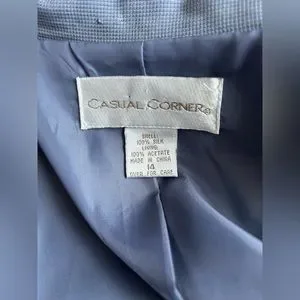 CASUAL CORNER®
SHELL:
100% SILK
LINING:
100% ACETATE
MADE IN CHINA
14
OVER FOR CARE